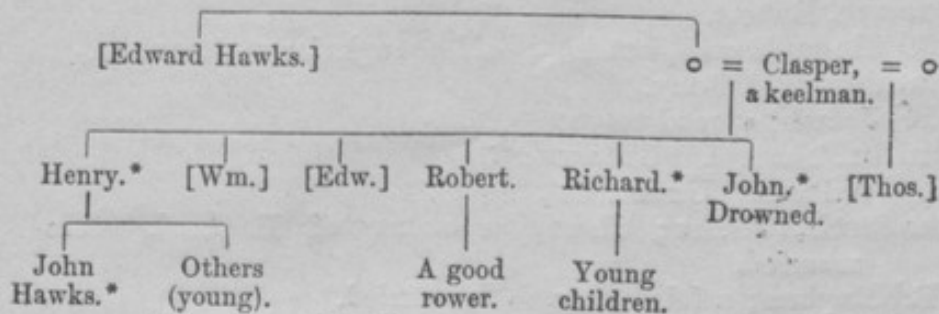 [Edward Hawks.] o = Clasper, = o
a keelman.
Henry.* [Wm.] [Edw.] Robert. Richard.* John,* [Thos.]
Drowned.
John Others A good Young
Hawks.* (young). rower. children.